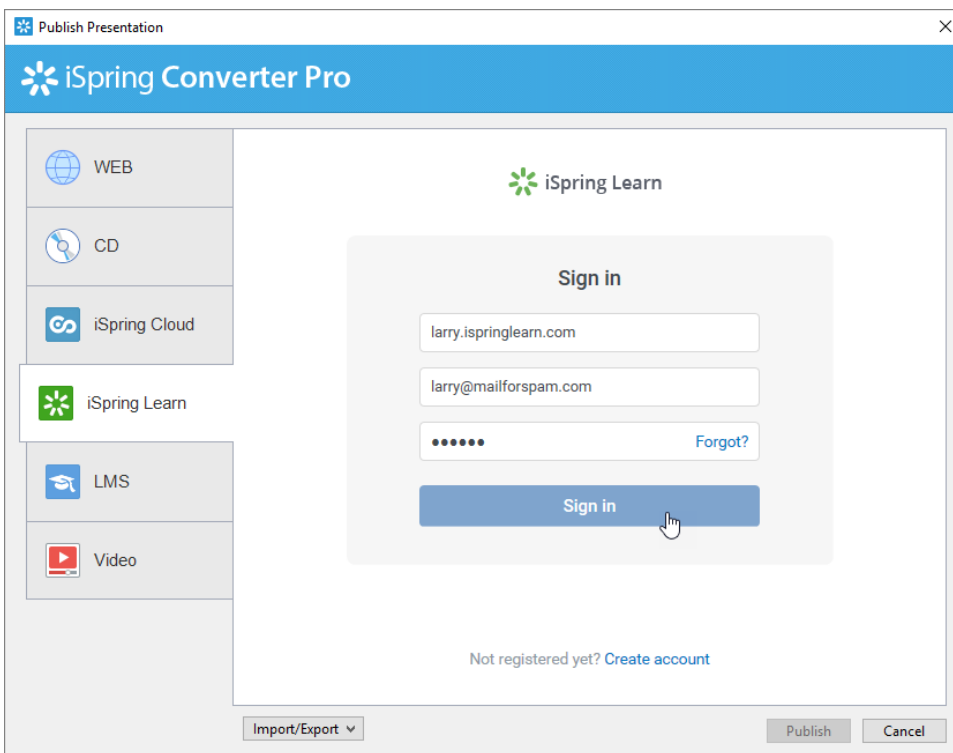 Publish Presentation
iSpring Converter Pro
WEB
CD
iSpring Cloud
iSpring Learn
LMS
Video
iSpring Learn
Sign in
larry.ispringlearn.com
larry@mailforspam.com
•••••• Forgot?
Sign in
Not registered yet? Create account
Import/Export
Publish Cancel